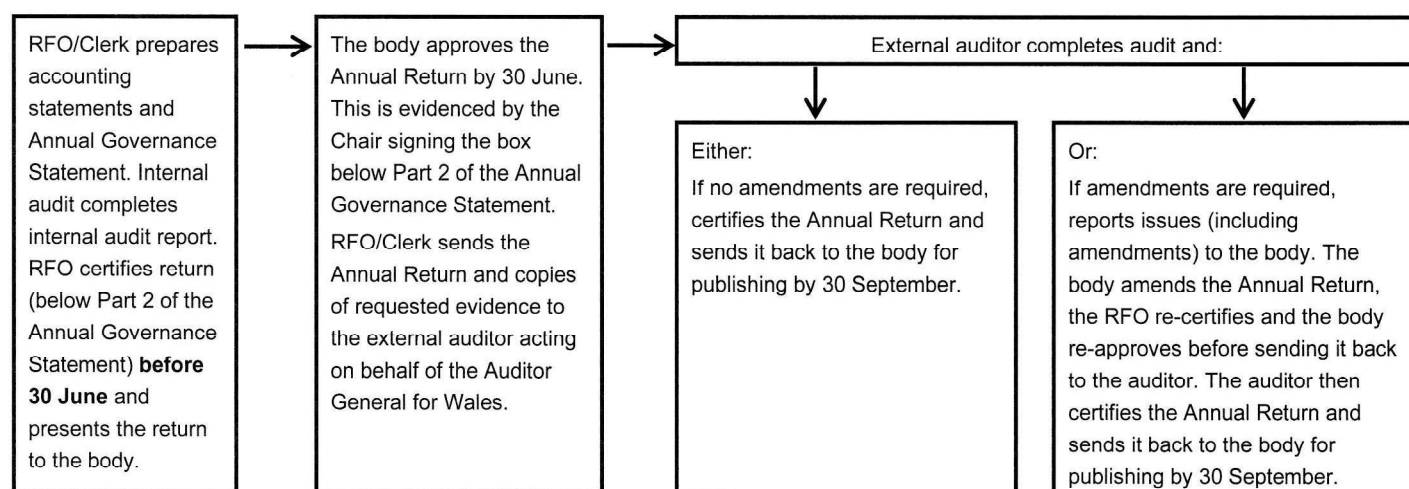 RFO/Clerk prepares
accounting
statements and
Annual Governance
Statement. Internal
audit completes
internal audit report.
RFO certifies return
(below Part 2 of the
Annual Governance
Statement) before
30 June and
presents the return
to the body.
The body approves the
Annual Return by 30 June.
This is evidenced by the
Chair signing the box
below Part 2 of the Annual
Governance Statement.
RFO/Clerk sends the
Annual Return and copies
of requested evidence to
the external auditor acting
on behalf of the Auditor
General for Wales.
External auditor completes audit and:
Either:
If no amendments are required,
certifies the Annual Return and
sends it back to the body for
publishing by 30 September.
Or:
If amendments are required,
reports issues (including
amendments) to the body. The
body amends the Annual Return,
the RFO re-certifies and the body
re-approves before sending it back
to the auditor. The auditor then
certifies the Annual Return and
sends it back to the body for
publishing by 30 September.